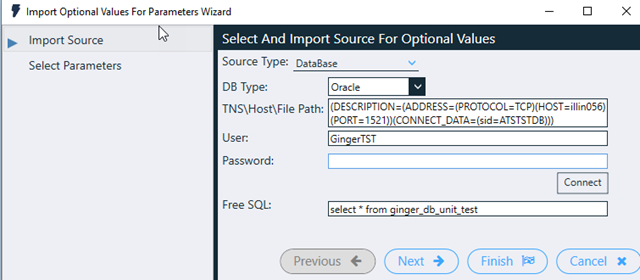 Import Optional Values For Parameters Wizard
Import Source
Select Parameters
Select And Import Source For Optional Values
Source Type: DataBase
DB Type: Oracle
TNS\Host\File Path: (DESCRIPTION=(ADDRESS=(PROTOCOL=TCP)(HOST=illin056)
(PORT=1521))(CONNECT_DATA=(sid=ATSTSTDB)))
User: GingerTST
Password:
Connect
Free SQL: select * from ginger_db_unit_test
Previous Next Finish Cancel